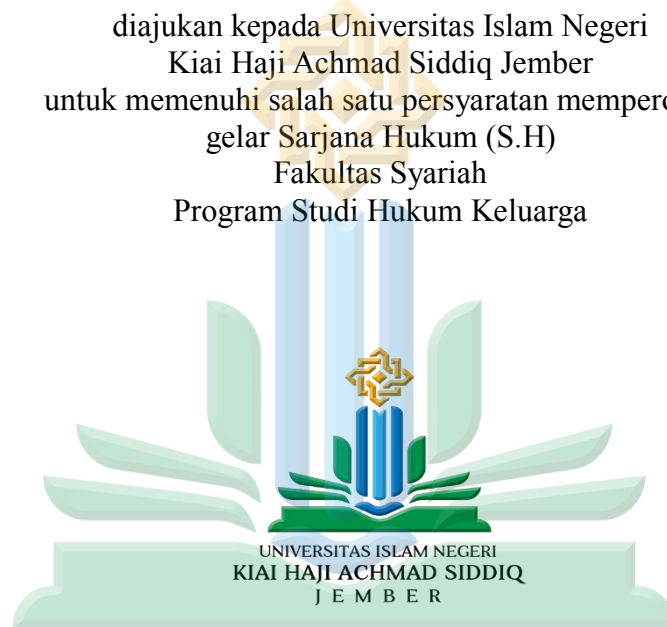 diajukan kepada Universitas Islam Negeri
Kiai Haji Achmad Siddiq Jember
untuk memenuhi salah satu persyaratan mempero
gelar Sarjana Hukum (S.H)
Fakultas Syariah
Program Studi Hukum Keluarga
UNIVERSITAS ISLAM NEGERI
KIAI HAJI ACHMAD SIDDIQ
JEMBER